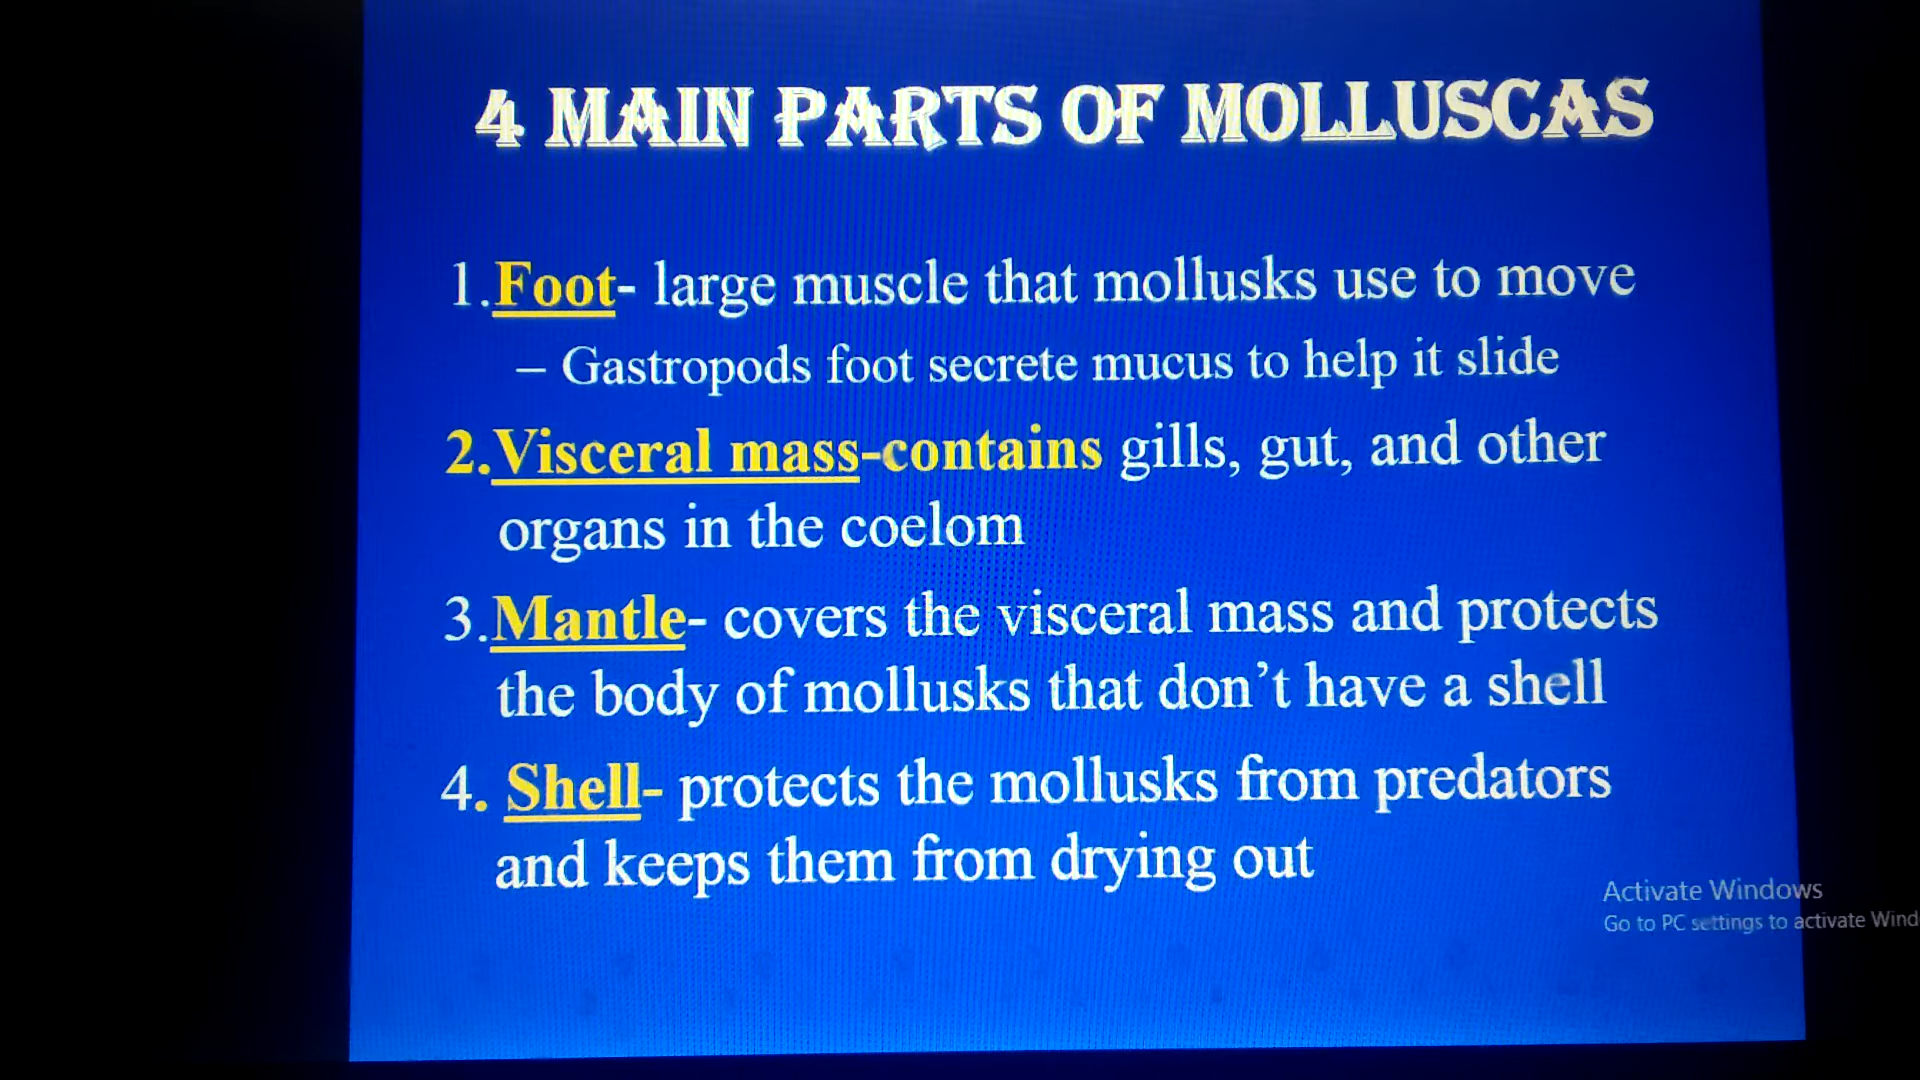 4 MAIN PARTS OF MOLLUSCAS
1.Foot- large muscle that mollusks use to move
– Gastropods foot secrete mucus to help it slide
2.Visceral mass-contains gills, gut, and other
organs in the coelom
3.Mantle- covers the visceral mass and protects
the body of mollusks that don’t have a shell
4. Shell- protects the mollusks from predators
and keeps them from drying out
Activate Windows
Go to PC settings to activate Wind